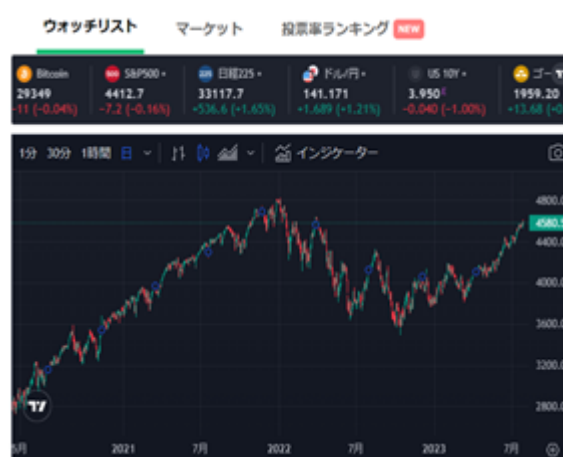 ウォッチリスト マーケット 投票率ランキング NEW
Bitcoin S&P500 日経225 ドル/円 US 10Y ゴー
29349 4412.7 33117.7 141.171 3.950 1959.20
-11 (-0.04%) -7.2 (-0.16%) +536.6 (+1.65%) +1.689 (+1.21%) -0.040 (-1.00%) +13.68 (+0
1分 30分 1時間 日 インジケーター
4800.0
4580.5
4400.0
4000.0
3600.0
3200.0
2800.0
6月 2021 7月 2022 7月 2023 7月